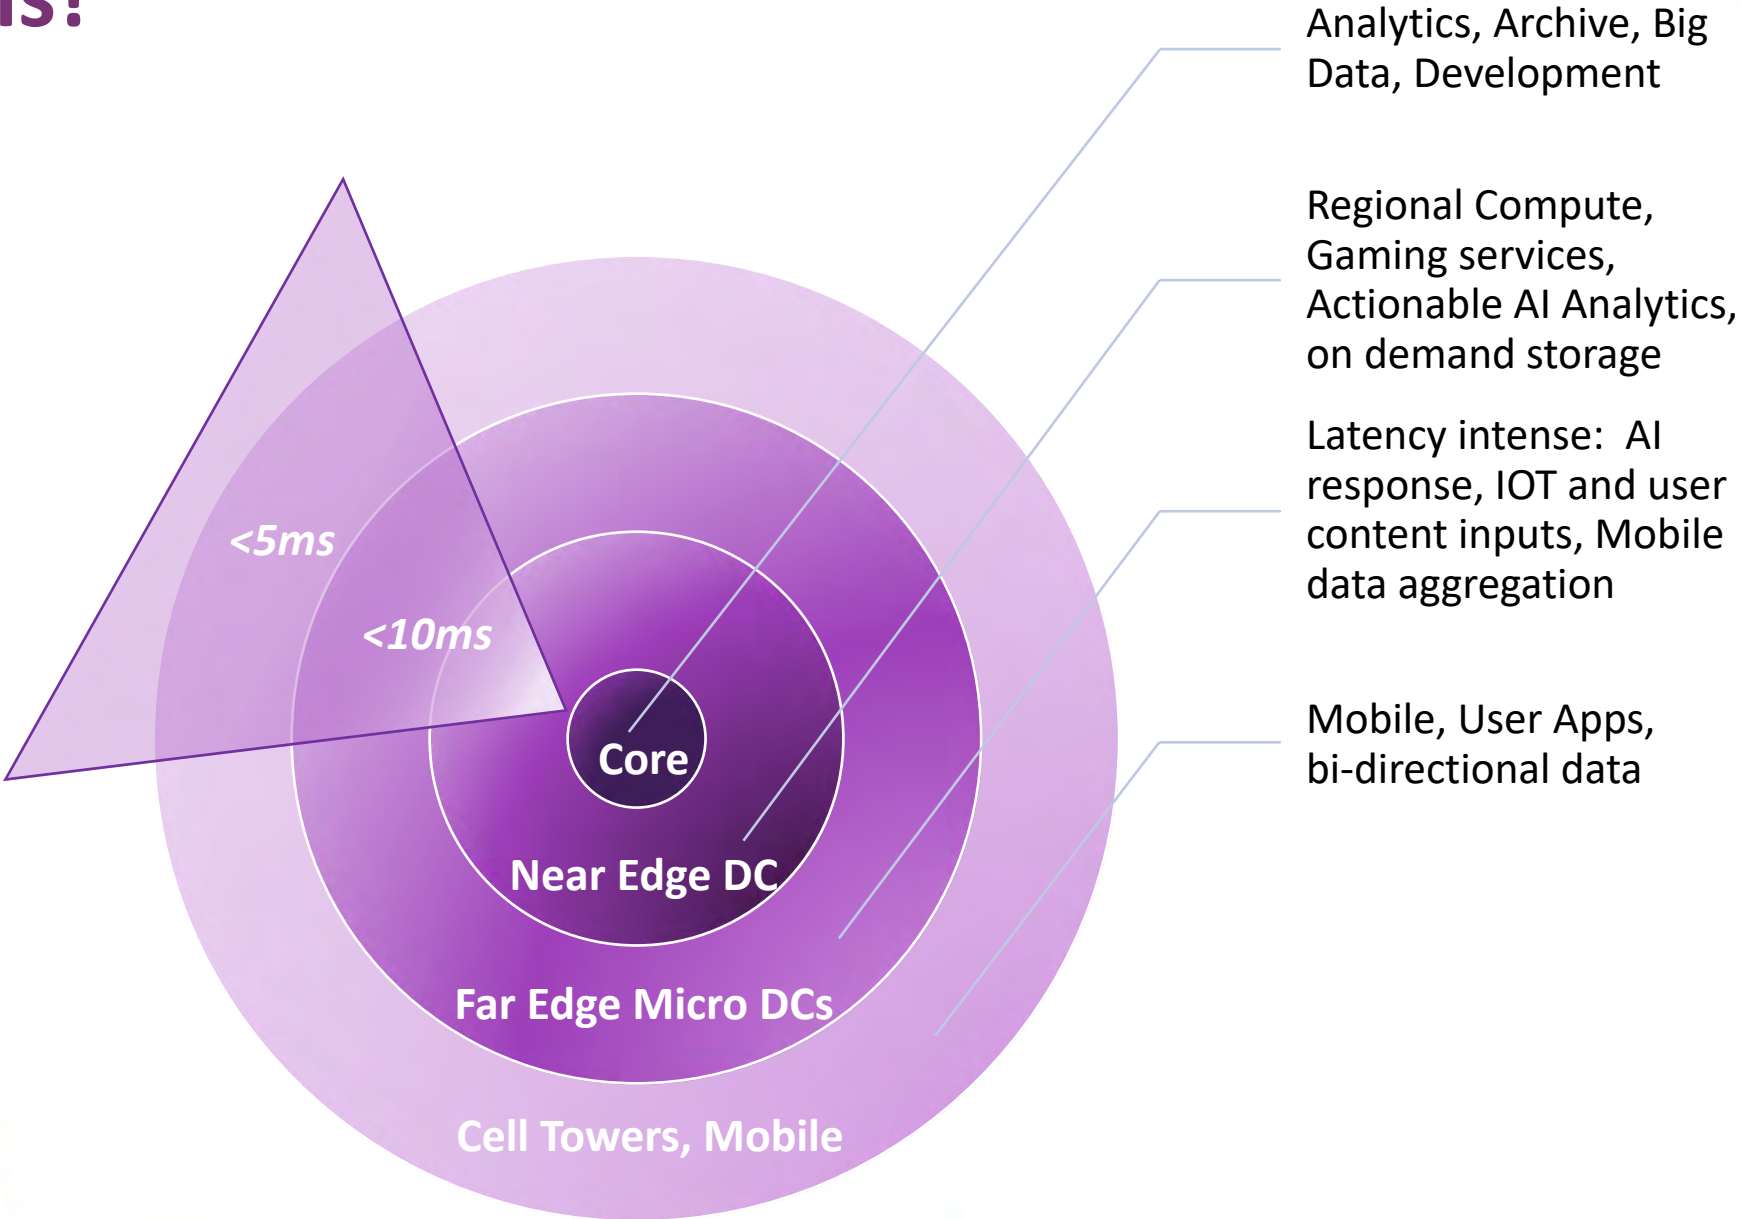 Analytics, Archive, Big
Data, Development
Regional Compute,
Gaming services,
Actionable AI Analytics,
on demand storage
Latency intense:  AI
response, IOT and user
content inputs, Mobile
data aggregation
Mobile, User Apps,
bi-directional data
<5ms
<10ms
Core
Near Edge DC
Far Edge Micro DCs
Cell Towers, Mobile